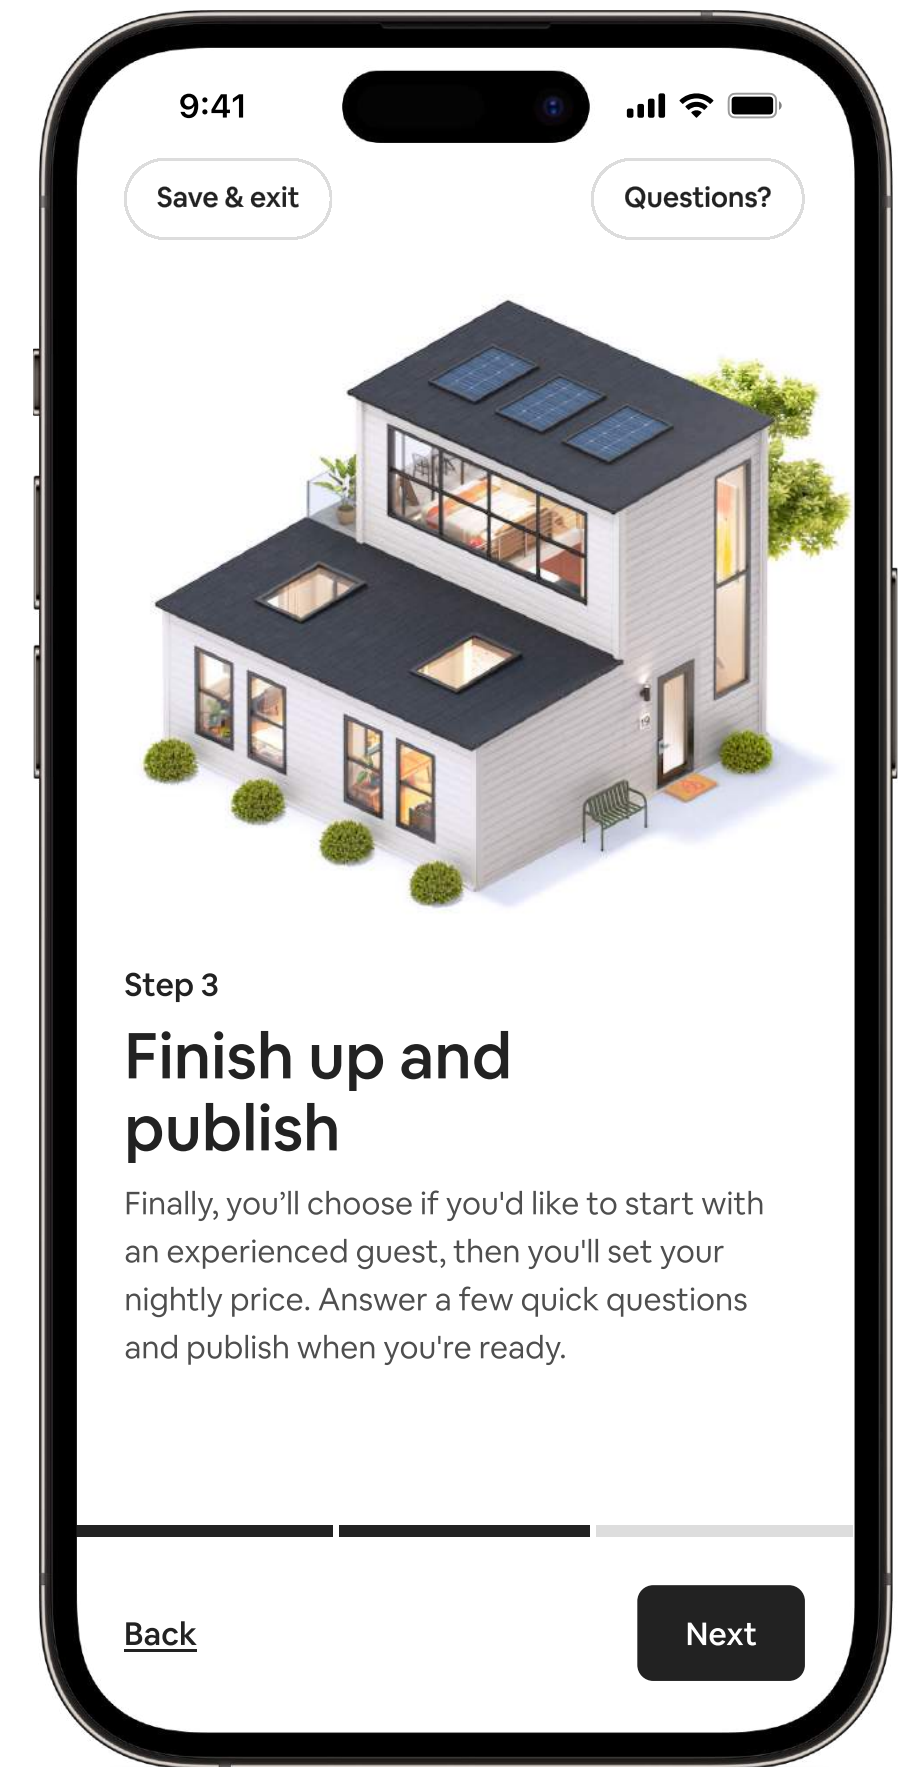 9:41
Save & exit
Questions?
19
Step 3
Finish up and
publish
Finally, you’ll choose if you'd like to start with
an experienced guest, then you'll set your
nightly price. Answer a few quick questions
and publish when you're ready.
Back
Next